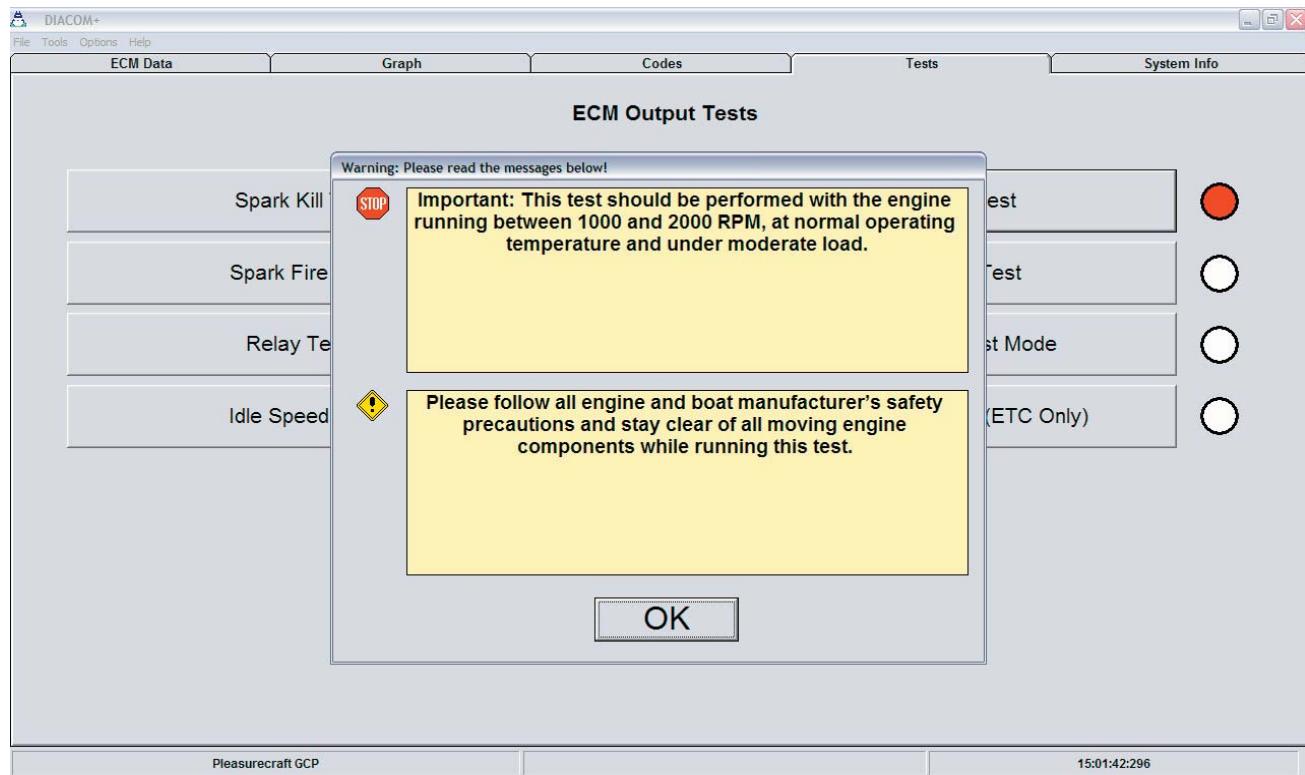 DIACOM+
File Tools Options Help
ECM Data Graph Codes Tests System Info
ECM Output Tests
Warning: Please read the messages below!
Spark Kill
STOP
Important: This test should be performed with the engine
running between 1000 and 2000 RPM, at normal operating
temperature and under moderate load.
Spark Fire
Relay
Mode
Please follow all engine and boat manufacturer's safety
precautions and stay clear of all moving engine
components while running this test.
Idle Speed
(ETC Only)
OK
Pleasurecraft GCP
15:01:42:296